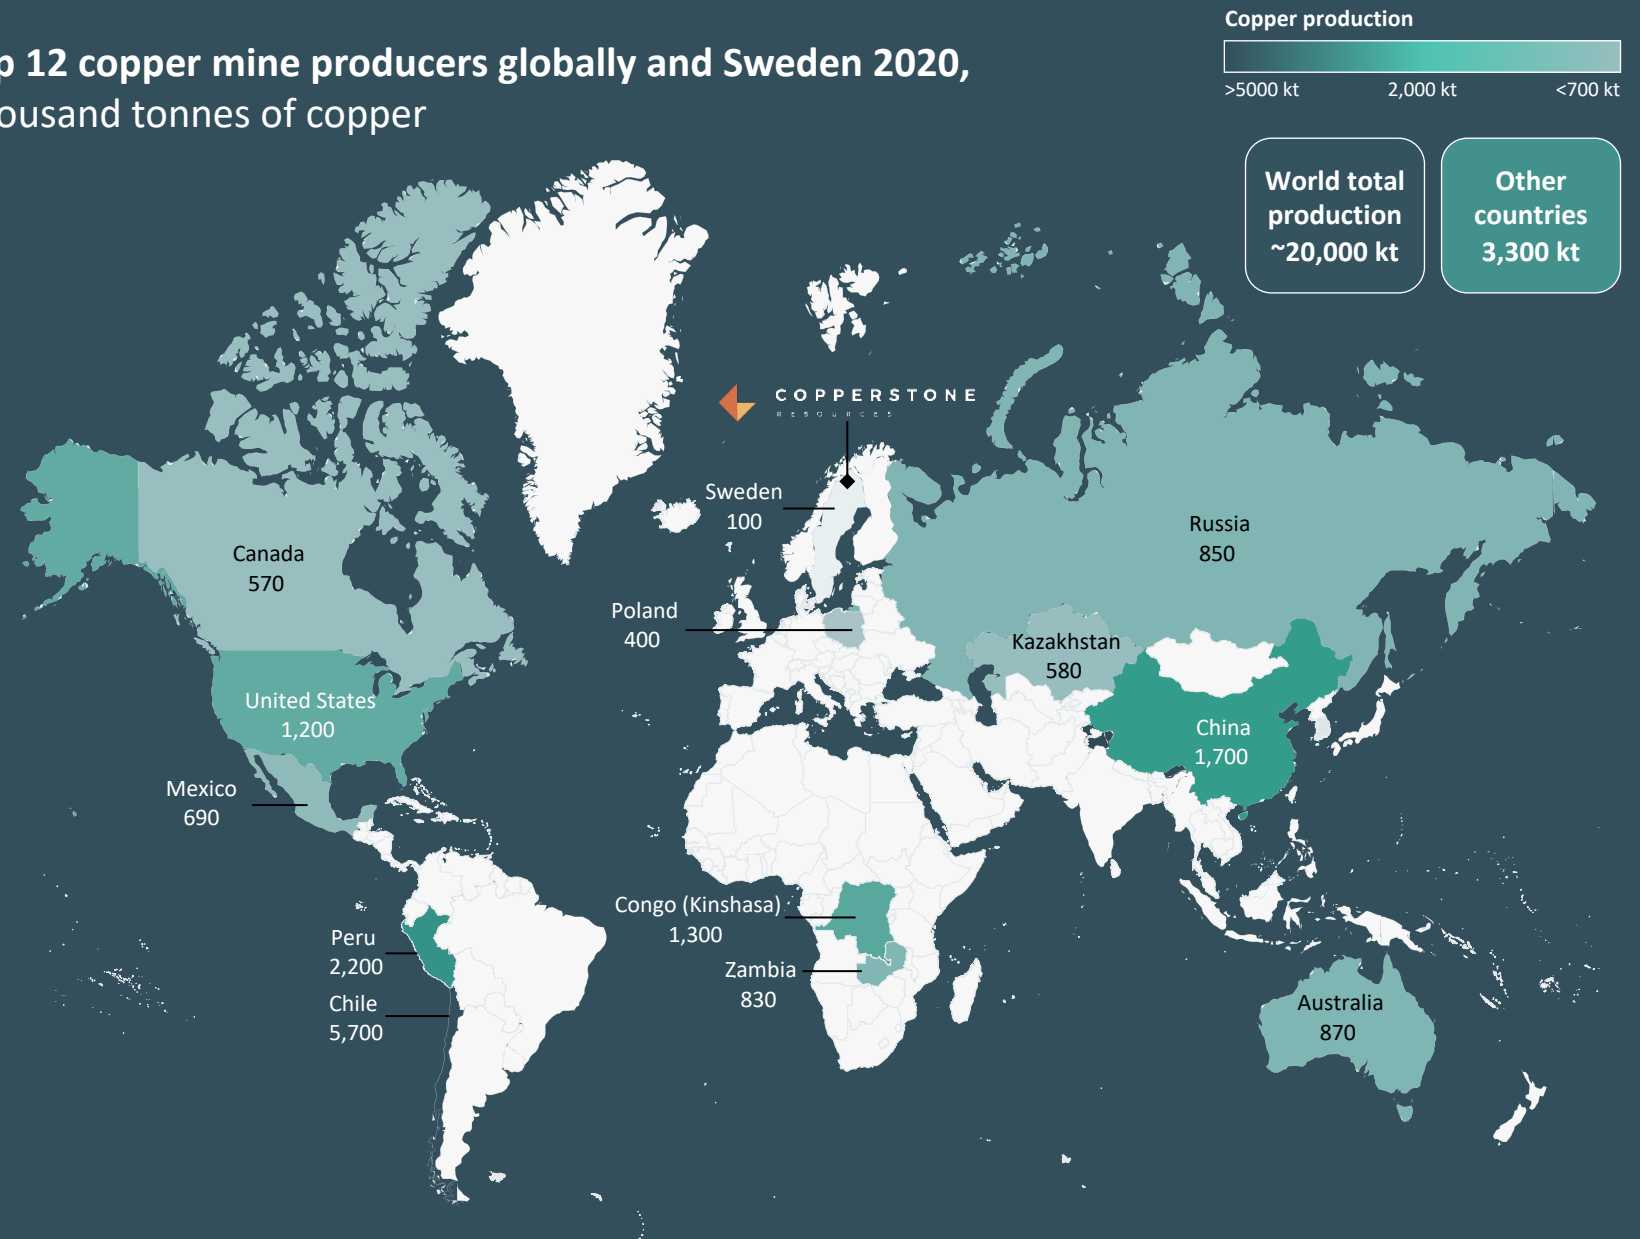 p 12 copper mine producers globally and Sweden 2020,
ousand tonnes of copper
Copper production
>5000 kt
2,000 kt
<700 kt
World total
production
~20,000 kt
Other
countries
3,300 kt
COPPERSTONE
RESOURCES
Sweden
100
Russia
850
Canada
570
Poland
400
Kazakhstan
580
United States
1,200
China
1,700
Mexico
690
Congo (Kinshasa)
1,300
Peru
2,200
Zambia
830
Chile
5,700
Australia
870